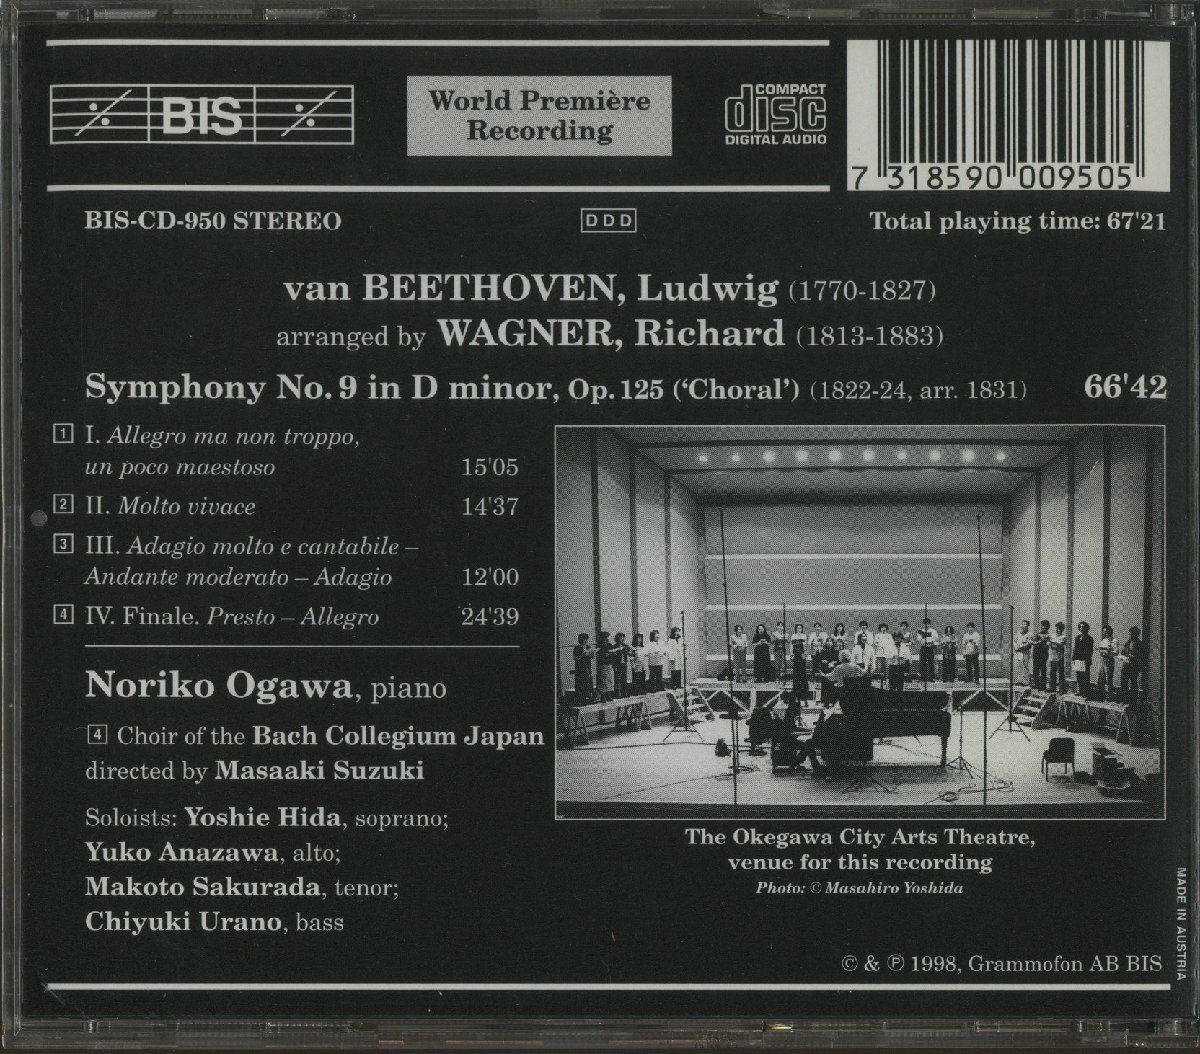 BIS
World Première
Recording
COMPACT
disc
DIGITAL AUDIO
7 318590 009505
BIS-CD-950 STEREO
DDD
Total playing time: 67'21
van BEETHOVEN, Ludwig (1770-1827)
arranged by WAGNER, Richard (1813-1883)
Symphony No. 9 in D minor, Op. 125 (‘Choral’) (1822-24, arr. 1831) 66'42
1 I. Allegro ma non troppo,
un poco maestoso 15'05
2 II. Molto vivace 14'37
3 III. Adagio molto e cantabile –
Andante moderato – Adagio 12'00
4 IV. Finale. Presto – Allegro 24'39
Noriko Ogawa, piano
4 Choir of the Bach Collegium Japan
directed by Masaaki Suzuki
Soloists: Yoshie Hida, soprano;
Yuko Anazawa, alto;
Makoto Sakurada, tenor;
Chiyuki Urano, bass
The Okegawa City Arts Theatre,
venue for this recording
Photo: © Masahiro Yoshida
MADE IN AUSTRIA
© & ℗ 1998, Grammofon AB BIS